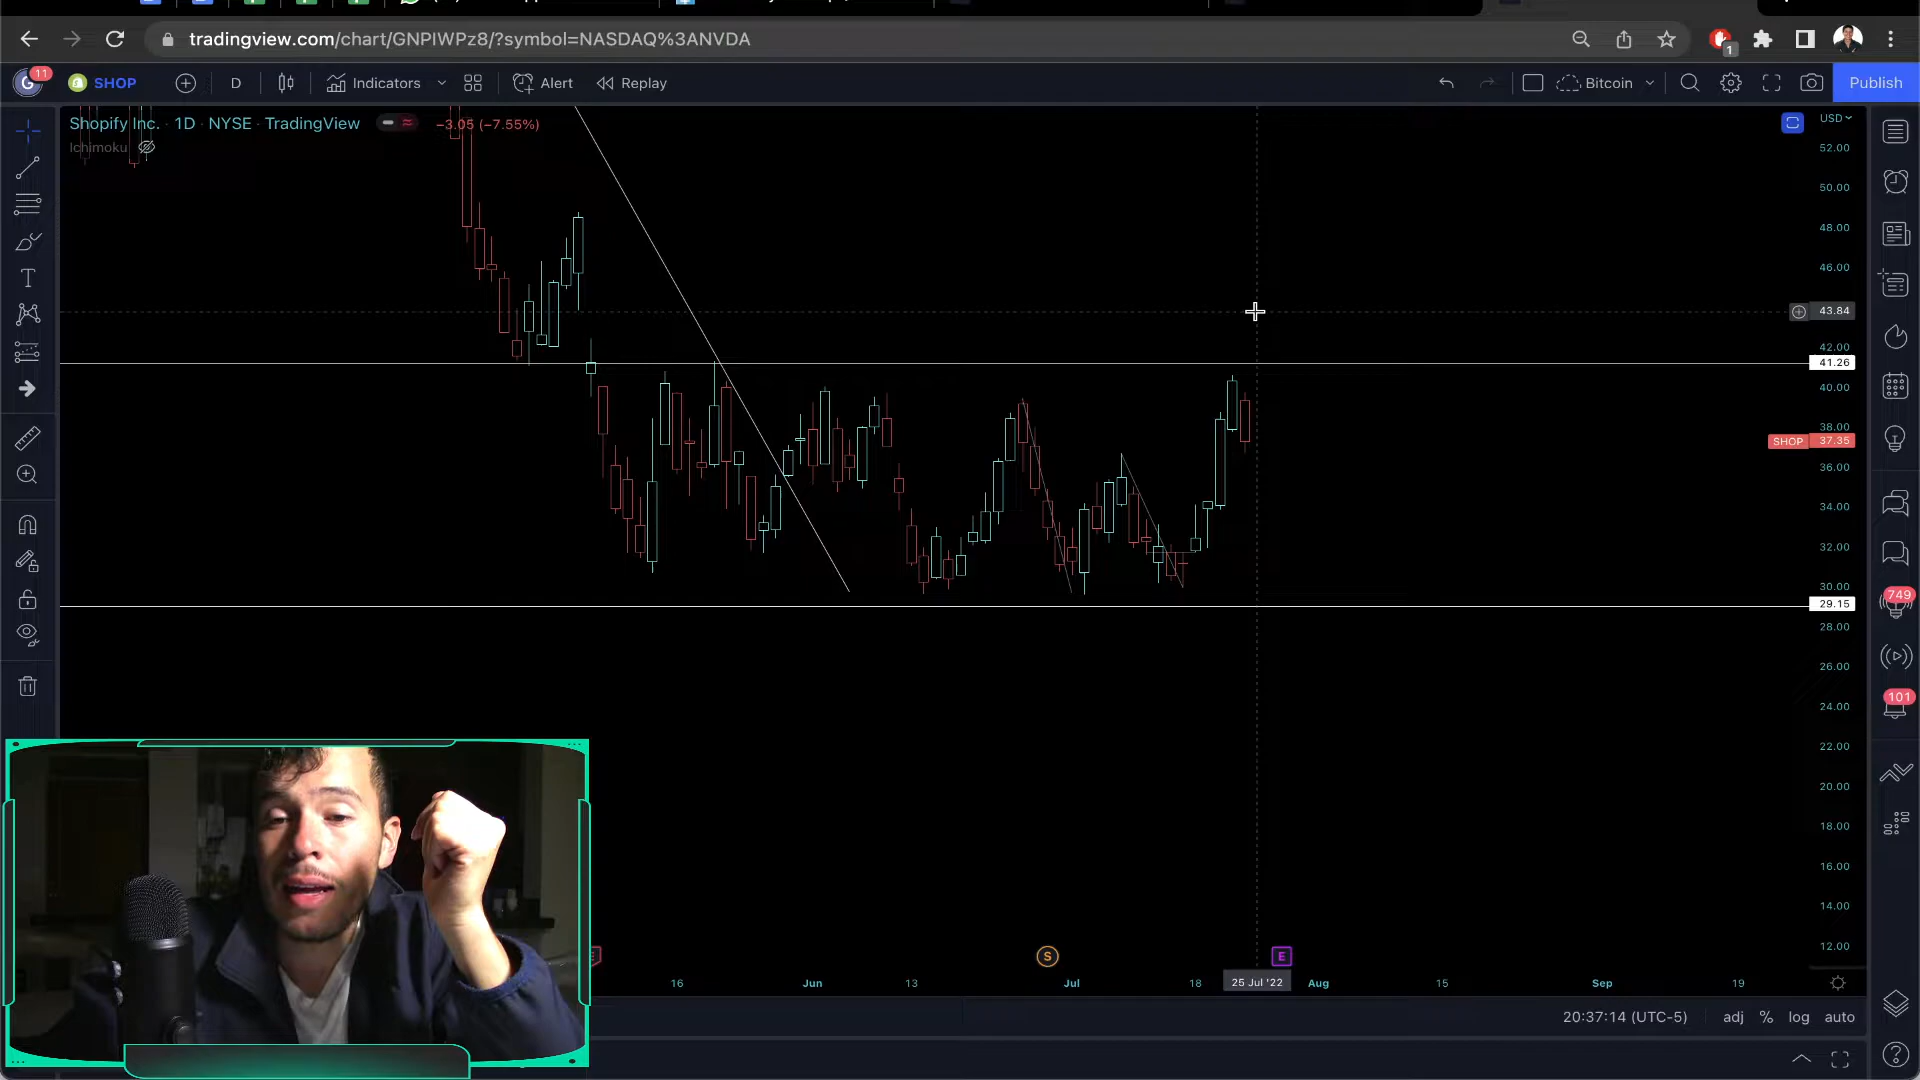 tradingview.com/chart/GNPIWPz8/?symbol=NASDAQ%3ANVDA
1
11
SHOP
D
Indicators
Alert
Replay
Bitcoin
Publish
Shopify Inc. · 1D · NYSE · TradingView
−3.05 (−7.55%)
Ichimoku
USD
52.00
50.00
48.00
46.00
43.84
42.00
41.26
40.00
38.00
SHOP 37.35
36.00
34.00
32.00
30.00
29.15
28.00
26.00
24.00
22.00
20.00
18.00
16.00
14.00
12.00
749
101
S
E
16
Jun
13
Jul
18
25 Jul '22
Aug
15
Sep
19
20:37:14 (UTC-5)
adj
%
log
auto